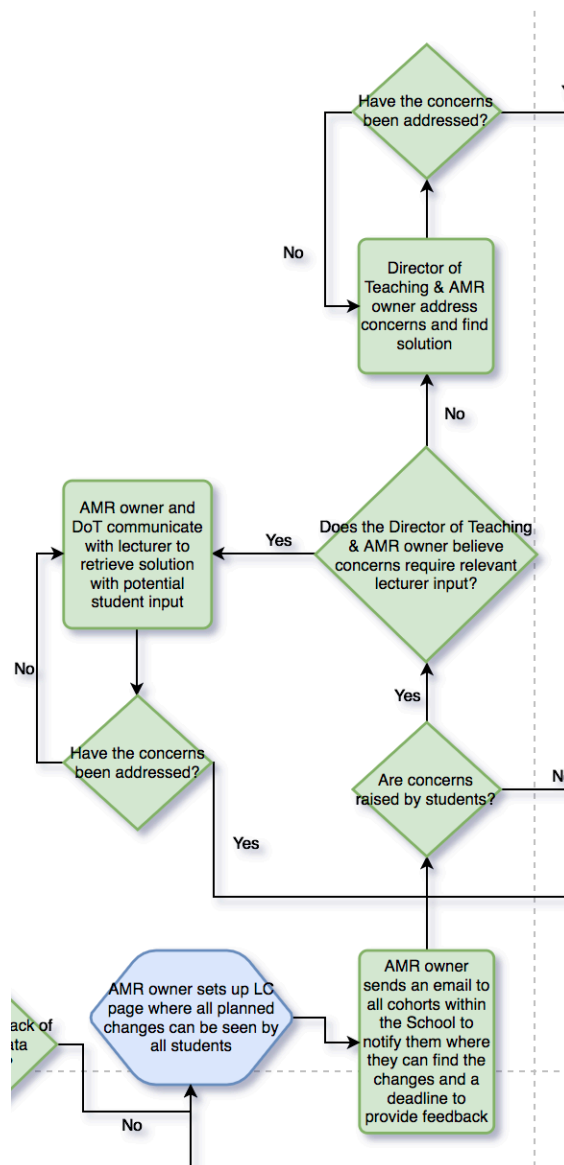 Have the concerns
been addressed?
No
Director of
Teaching & AMR
owner address
concerns and find
solution
No
AMR owner and
DoT communicate
with lecturer to
retrieve solution
with potential
student input
Yes
Does the Director of Teaching
& AMR owner believe
concerns require relevant
lecturer input?
No
Yes
Have the concerns
been addressed?
Are concerns
raised by students?
Yes
AMR owner sets up LC
page where all planned
changes can be seen by
all students
AMR owner
sends an email to
all cohorts within
the School to
notify them where
they can find the
changes and a
deadline to
provide feedback
of
No